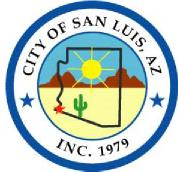 CITY OF SAN LUIS, AZ
INC. 1979